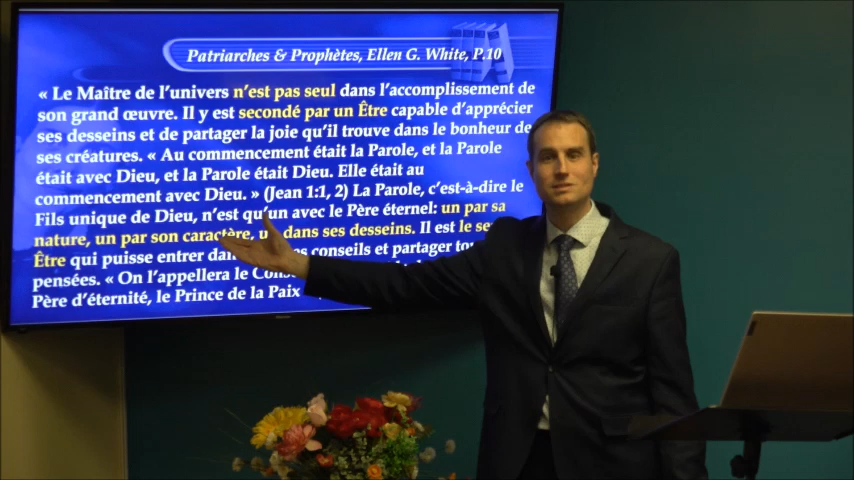 Patriarches & Prophètes, Ellen G. White, P.10
« Le Maître de l'univers n'est pas seul dans l'accomplissement de
son grand œuvre. Il y est secondé par un Être capable d'apprécier
ses desseins et de partager la joie qu'il trouve dans le bonheur de
ses créatures. « Au commencement était la Parole, et la Parole
était avec Dieu, et la Parole était Dieu. Elle était au
commencement avec Dieu. » (Jean 1:1, 2) La Parole, c'est-à-dire le
Fils unique de Dieu, n'est qu'un avec le Père éternel: un par sa
nature, un par son caractère, dans ses desseins. Il est le
Être qui puisse entrer conseils et partager
pensées. « On l'appellera le
Père d'éternité, le Prince de la Paix